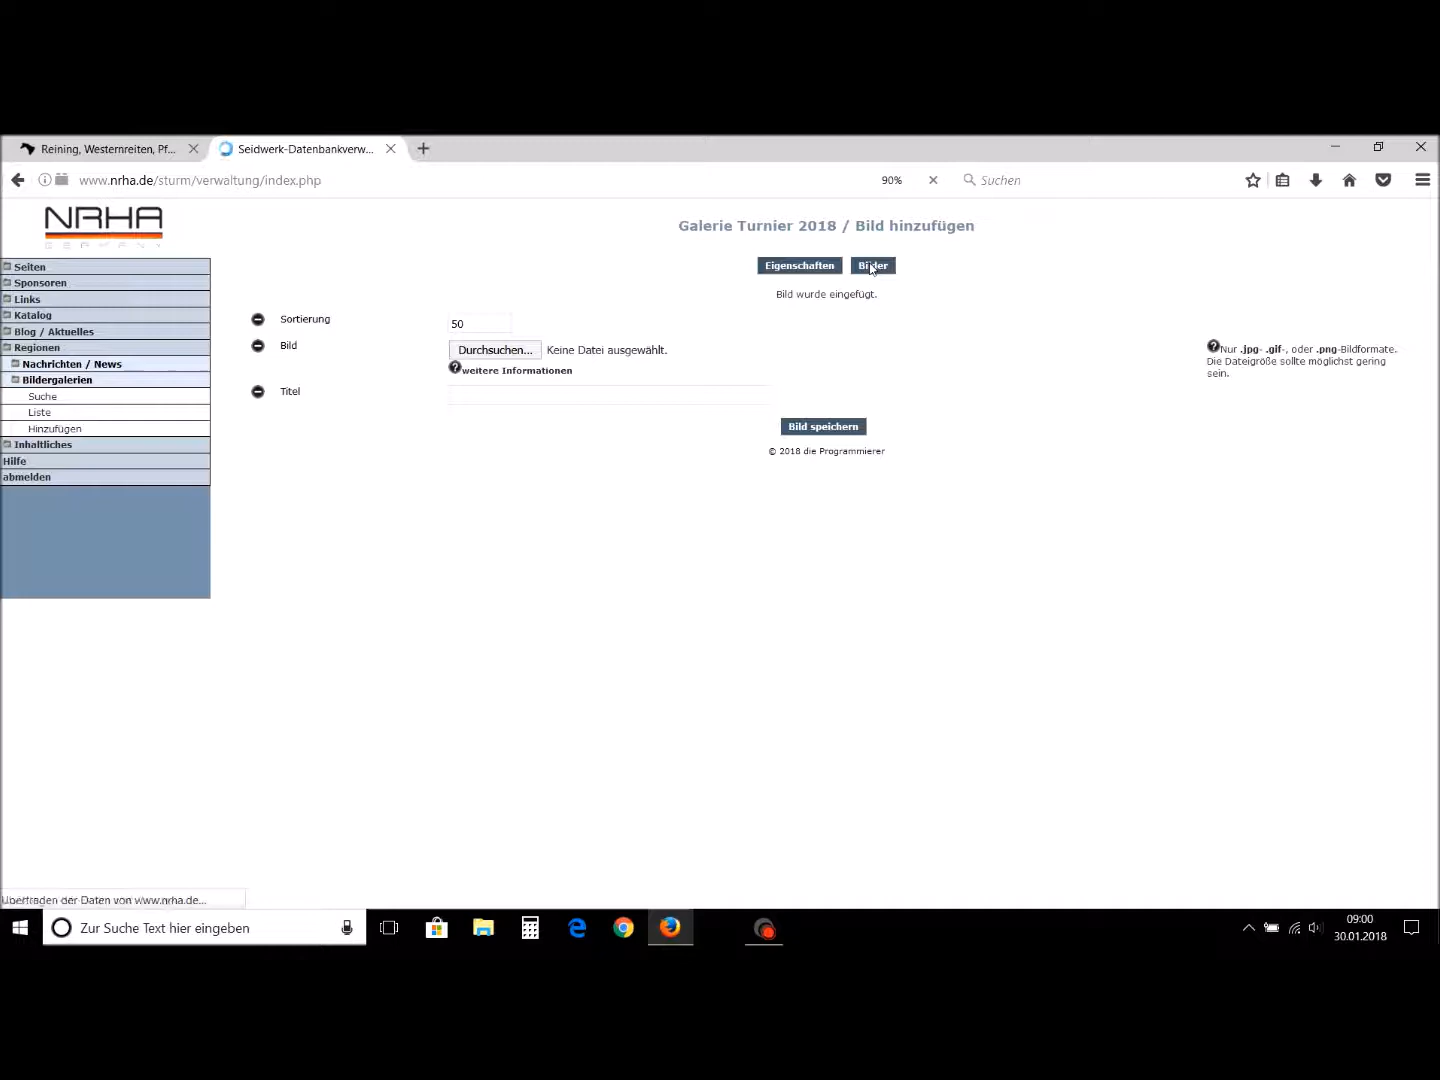 Reining, Westernreiten, Pf...
Seidwerk-Datenbankverw...
www.nrha.de/sturm/verwaltung/index.php
90%
Suchen
NRHA
GERMANY
Galerie Turnier 2018 / Bild hinzufügen
Eigenschaften Bilder
Bild wurde eingefügt.
Seiten
Sponsoren
Links
Katalog
Blog / Aktuelles
Regionen
Nachrichten / News
Bildergalerien
Suche
Liste
Hinzufügen
Inhaltliches
Hilfe
abmelden
Sortierung 50
Bild Durchsuchen... Keine Datei ausgewählt.
weitere Informationen
Nur .jpg- .gif-, oder .png-Bildformate.
Die Dateigröße sollte möglichst gering
sein.
Titel
Bild speichern
© 2018 die Programmierer
Übertragen der Daten von www.nrha.de...
Zur Suche Text hier eingeben
09:00
30.01.2018